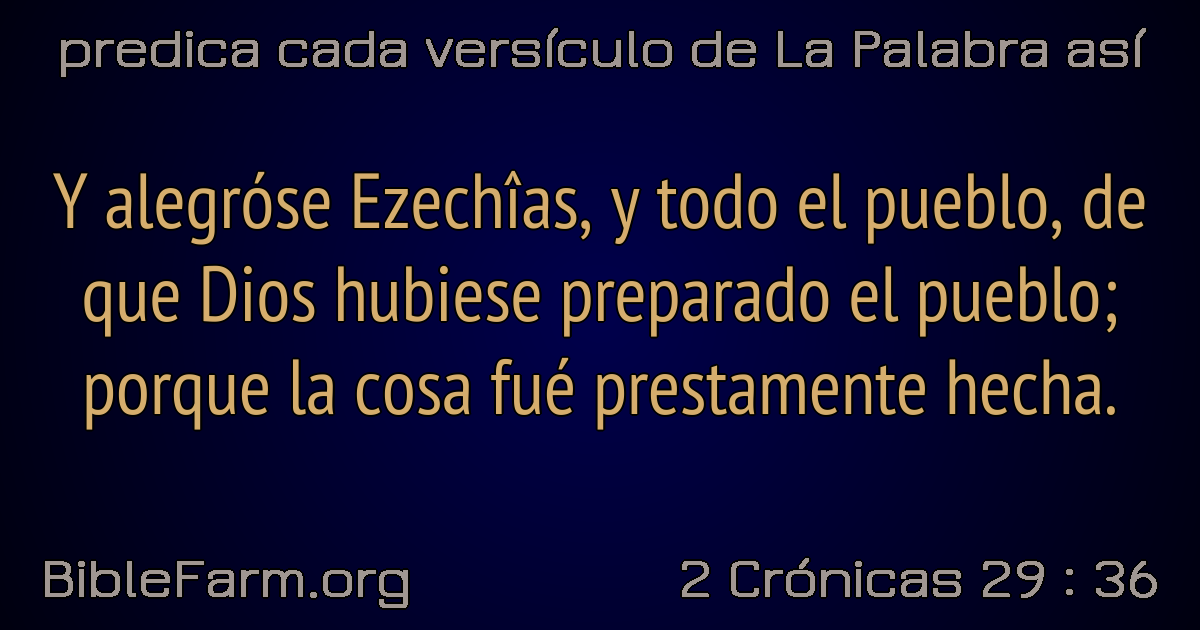 predica cada versículo de La Palabra así
Y alegróse Ezechîas, y todo el pueblo, de
que Dios hubiese preparado el pueblo;
porque la cosa fué prestamente hecha.
BibleFarm.org
2 Crónicas 29 : 36